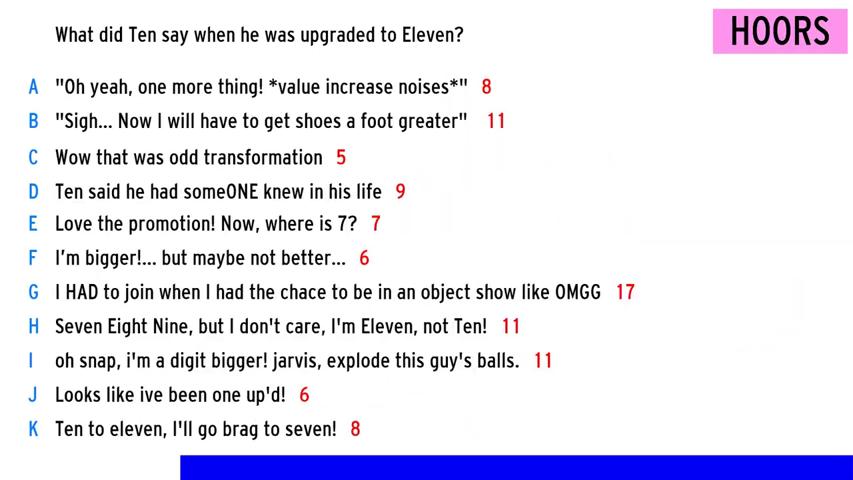 What did Ten say when he was upgraded to Eleven?
HOORS
A "Oh yeah, one more thing! *value increase noises*" 8
B "Sigh... Now I will have to get shoes a foot greater" 11
C Wow that was odd transformation 5
D Ten said he had someONE knew in his life 9
E Love the promotion! Now, where is 7? 7
F I'm bigger!... but maybe not better... 6
G I HAD to join when I had the chace to be in an object show like OMGG 17
H Seven Eight Nine, but I don't care, I'm Eleven, not Ten! 11
I oh snap, i'm a digit bigger! jarvis, explode this guy's balls. 11
J Looks like ive been one up'd! 6
K Ten to eleven, I'll go brag to seven! 8